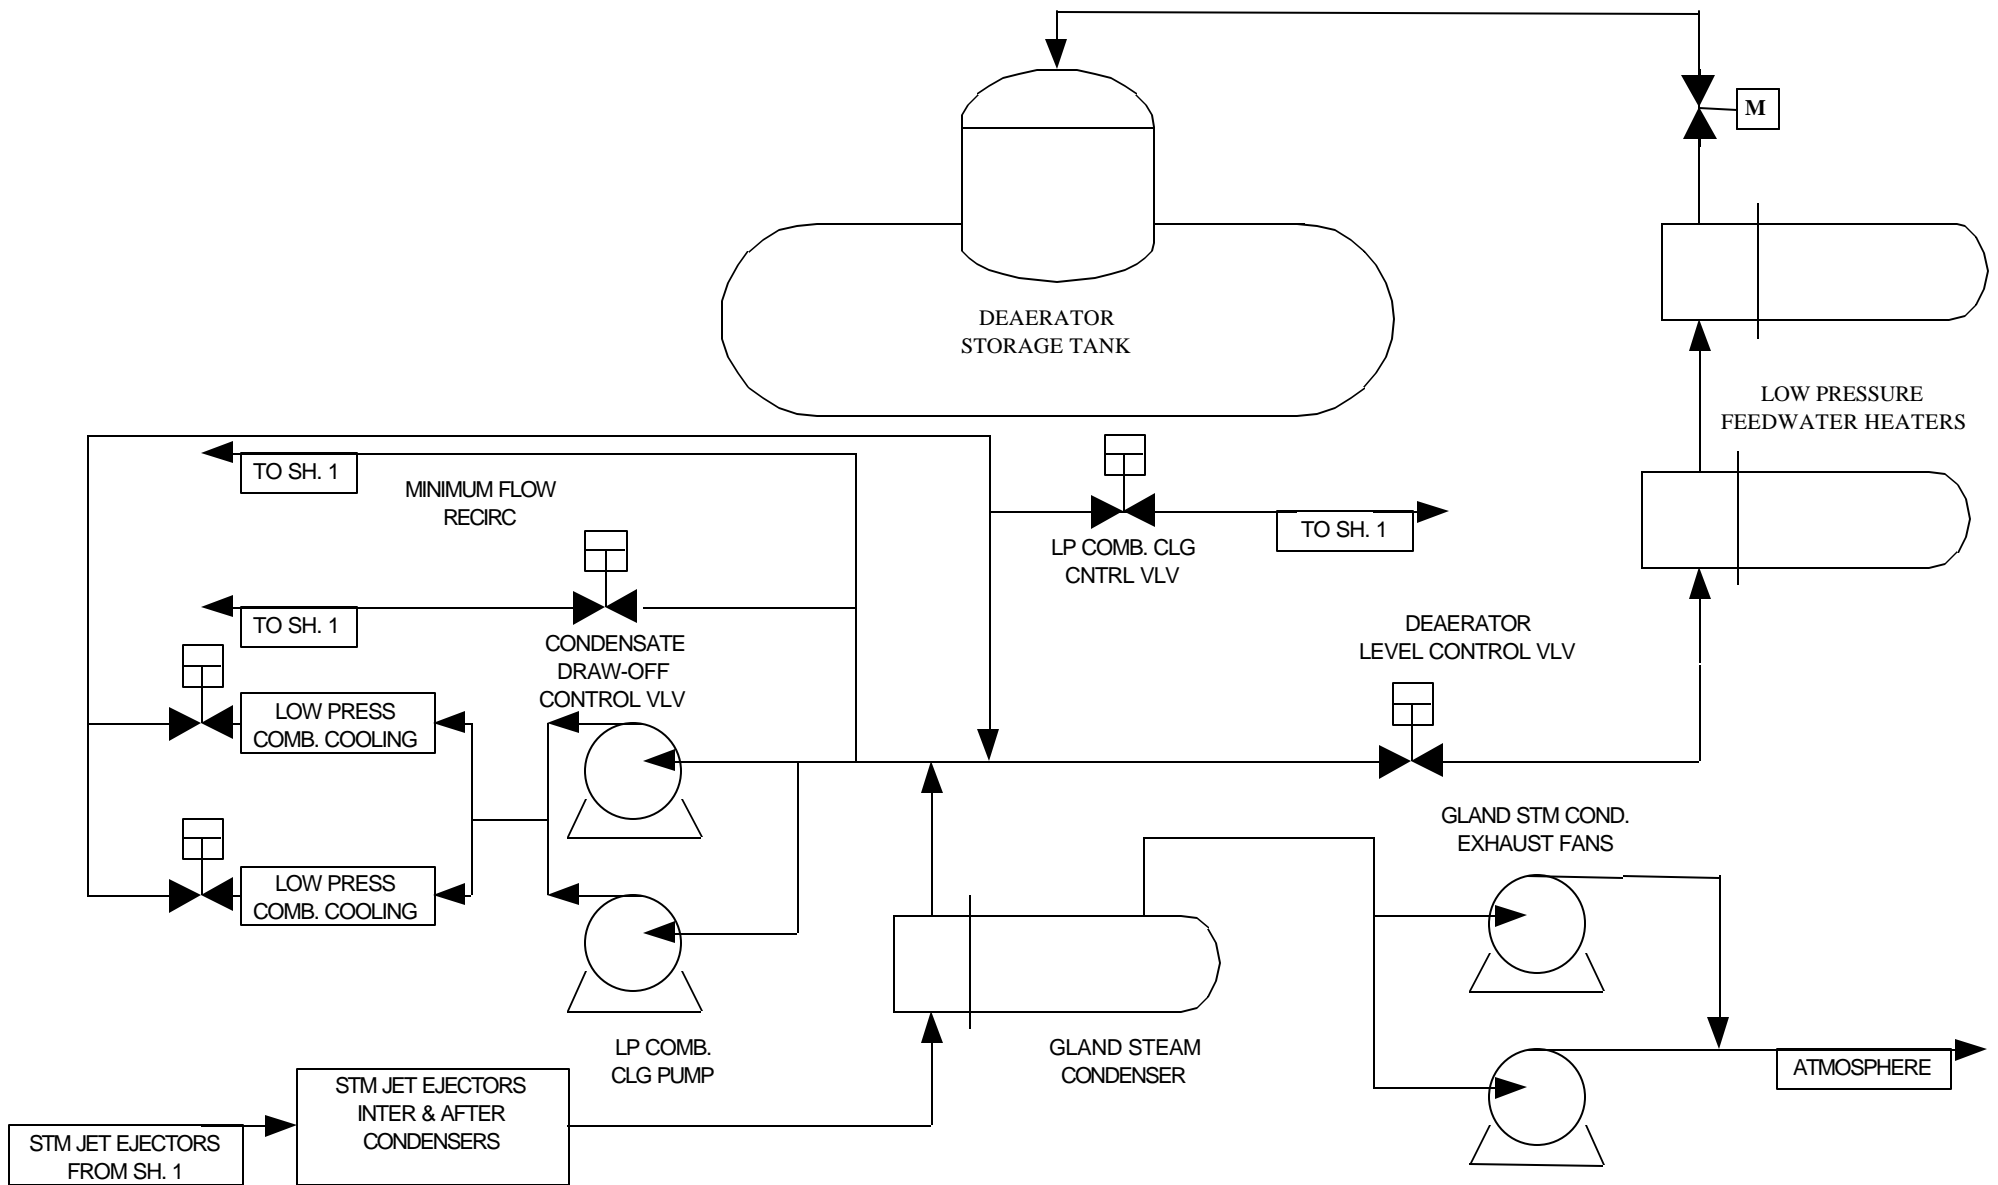 M
DEAERATOR
STORAGE TANK
LOW PRESSURE
FEEDWATER HEATERS
TO SH. 1
MINIMUM FLOW
RECIRC
TO SH. 1
LP COMB. CLG
CNTRL VLV
TO SH. 1
CONDENSATE
DRAW-OFF
CONTROL VLV
DEAERATOR
LEVEL CONTROL VLV
LOW PRESS
COMB. COOLING
LOW PRESS
COMB. COOLING
GLAND STM COND.
EXHAUST FANS
LP COMB.
CLG PUMP
GLAND STEAM
CONDENSER
ATMOSPHERE
STM JET EJECTORS
INTER & AFTER
CONDENSERS
STM JET EJECTORS
FROM SH. 1